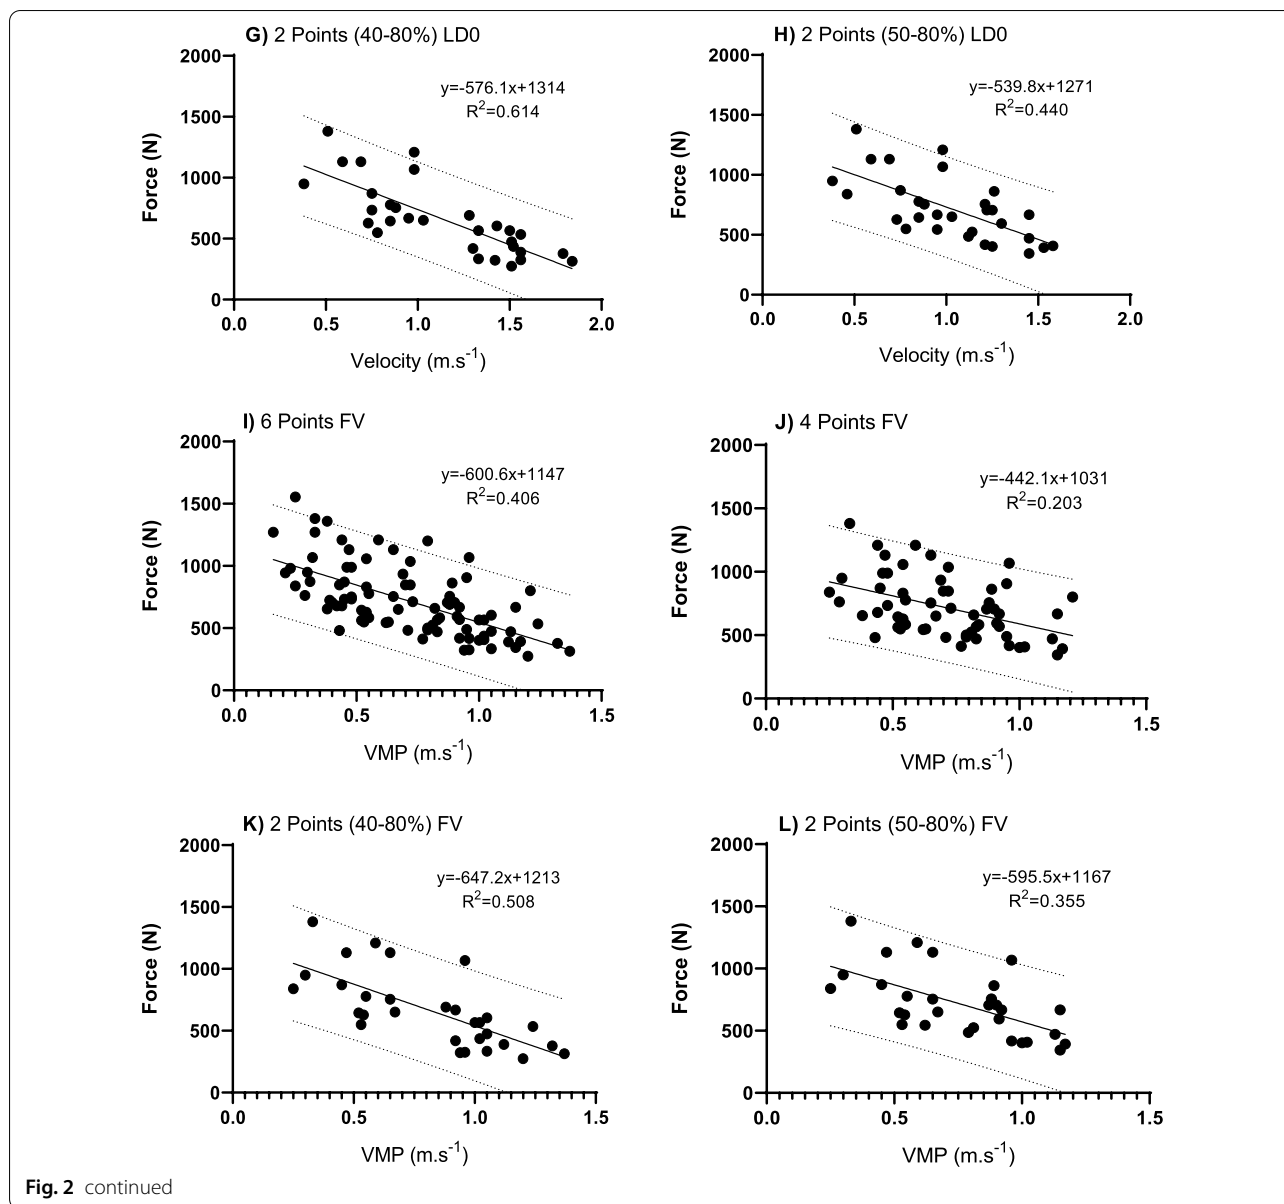 G) 2 Points (40-80%) LD0
y=-576.1x+1314
R²=0.614
Force (N)
2000
1500
1000
500
0
0.0 0.5 1.0 1.5 2.0
Velocity (m.s⁻¹)
H) 2 Points (50-80%) LD0
y=-539.8x+1271
R²=0.440
Force (N)
2000
1500
1000
500
0
0.0 0.5 1.0 1.5 2.0
Velocity (m.s⁻¹)
I) 6 Points FV
y=-600.6x+1147
R²=0.406
Force (N)
2000
1500
1000
500
0
0.0 0.5 1.0 1.5
VMP (m.s⁻¹)
J) 4 Points FV
y=-442.1x+1031
R²=0.203
Force (N)
2000
1500
1000
500
0
0.0 0.5 1.0 1.5
VMP (m.s⁻¹)
K) 2 Points (40-80%) FV
y=-647.2x+1213
R²=0.508
Force (N)
2000
1500
1000
500
0
0.0 0.5 1.0 1.5
VMP (m.s⁻¹)
L) 2 Points (50-80%) FV
y=-595.5x+1167
R²=0.355
Force (N)
2000
1500
1000
500
0
0.0 0.5 1.0 1.5
VMP (m.s⁻¹)
Fig. 2 continued